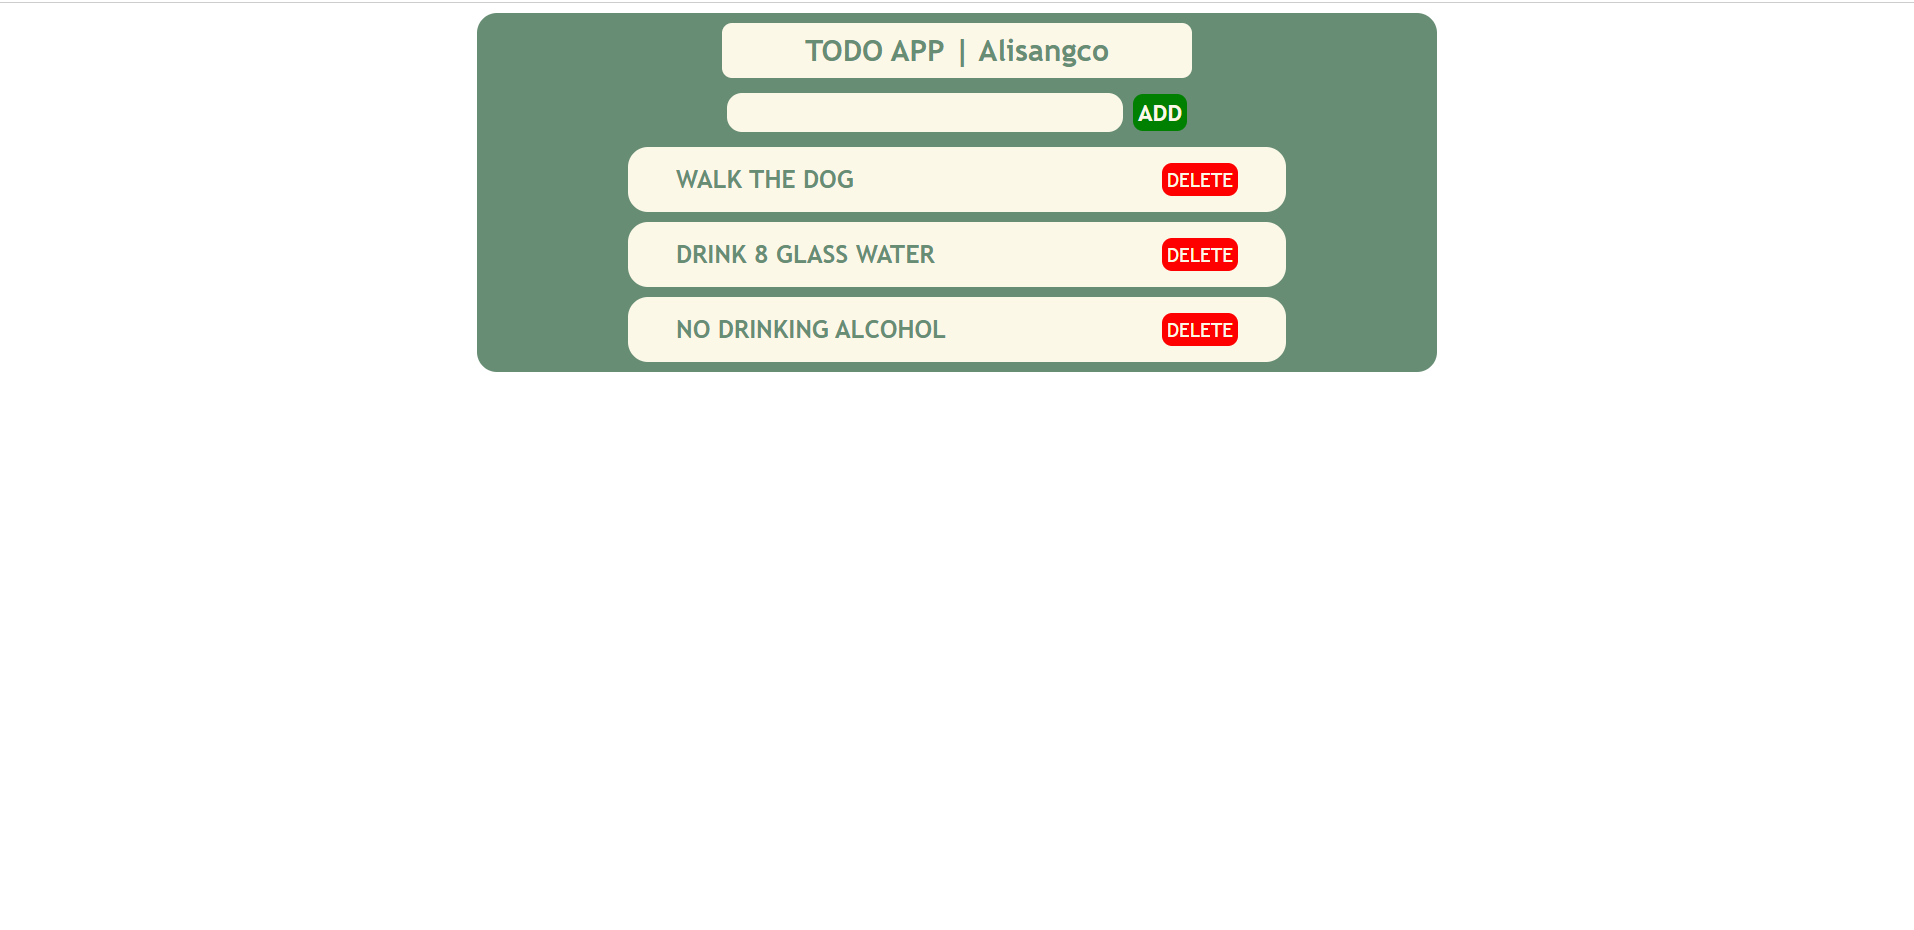 TODO APP | Alisangco
ADD
WALK THE DOG DELETE
DRINK 8 GLASS WATER DELETE
NO DRINKING ALCOHOL DELETE